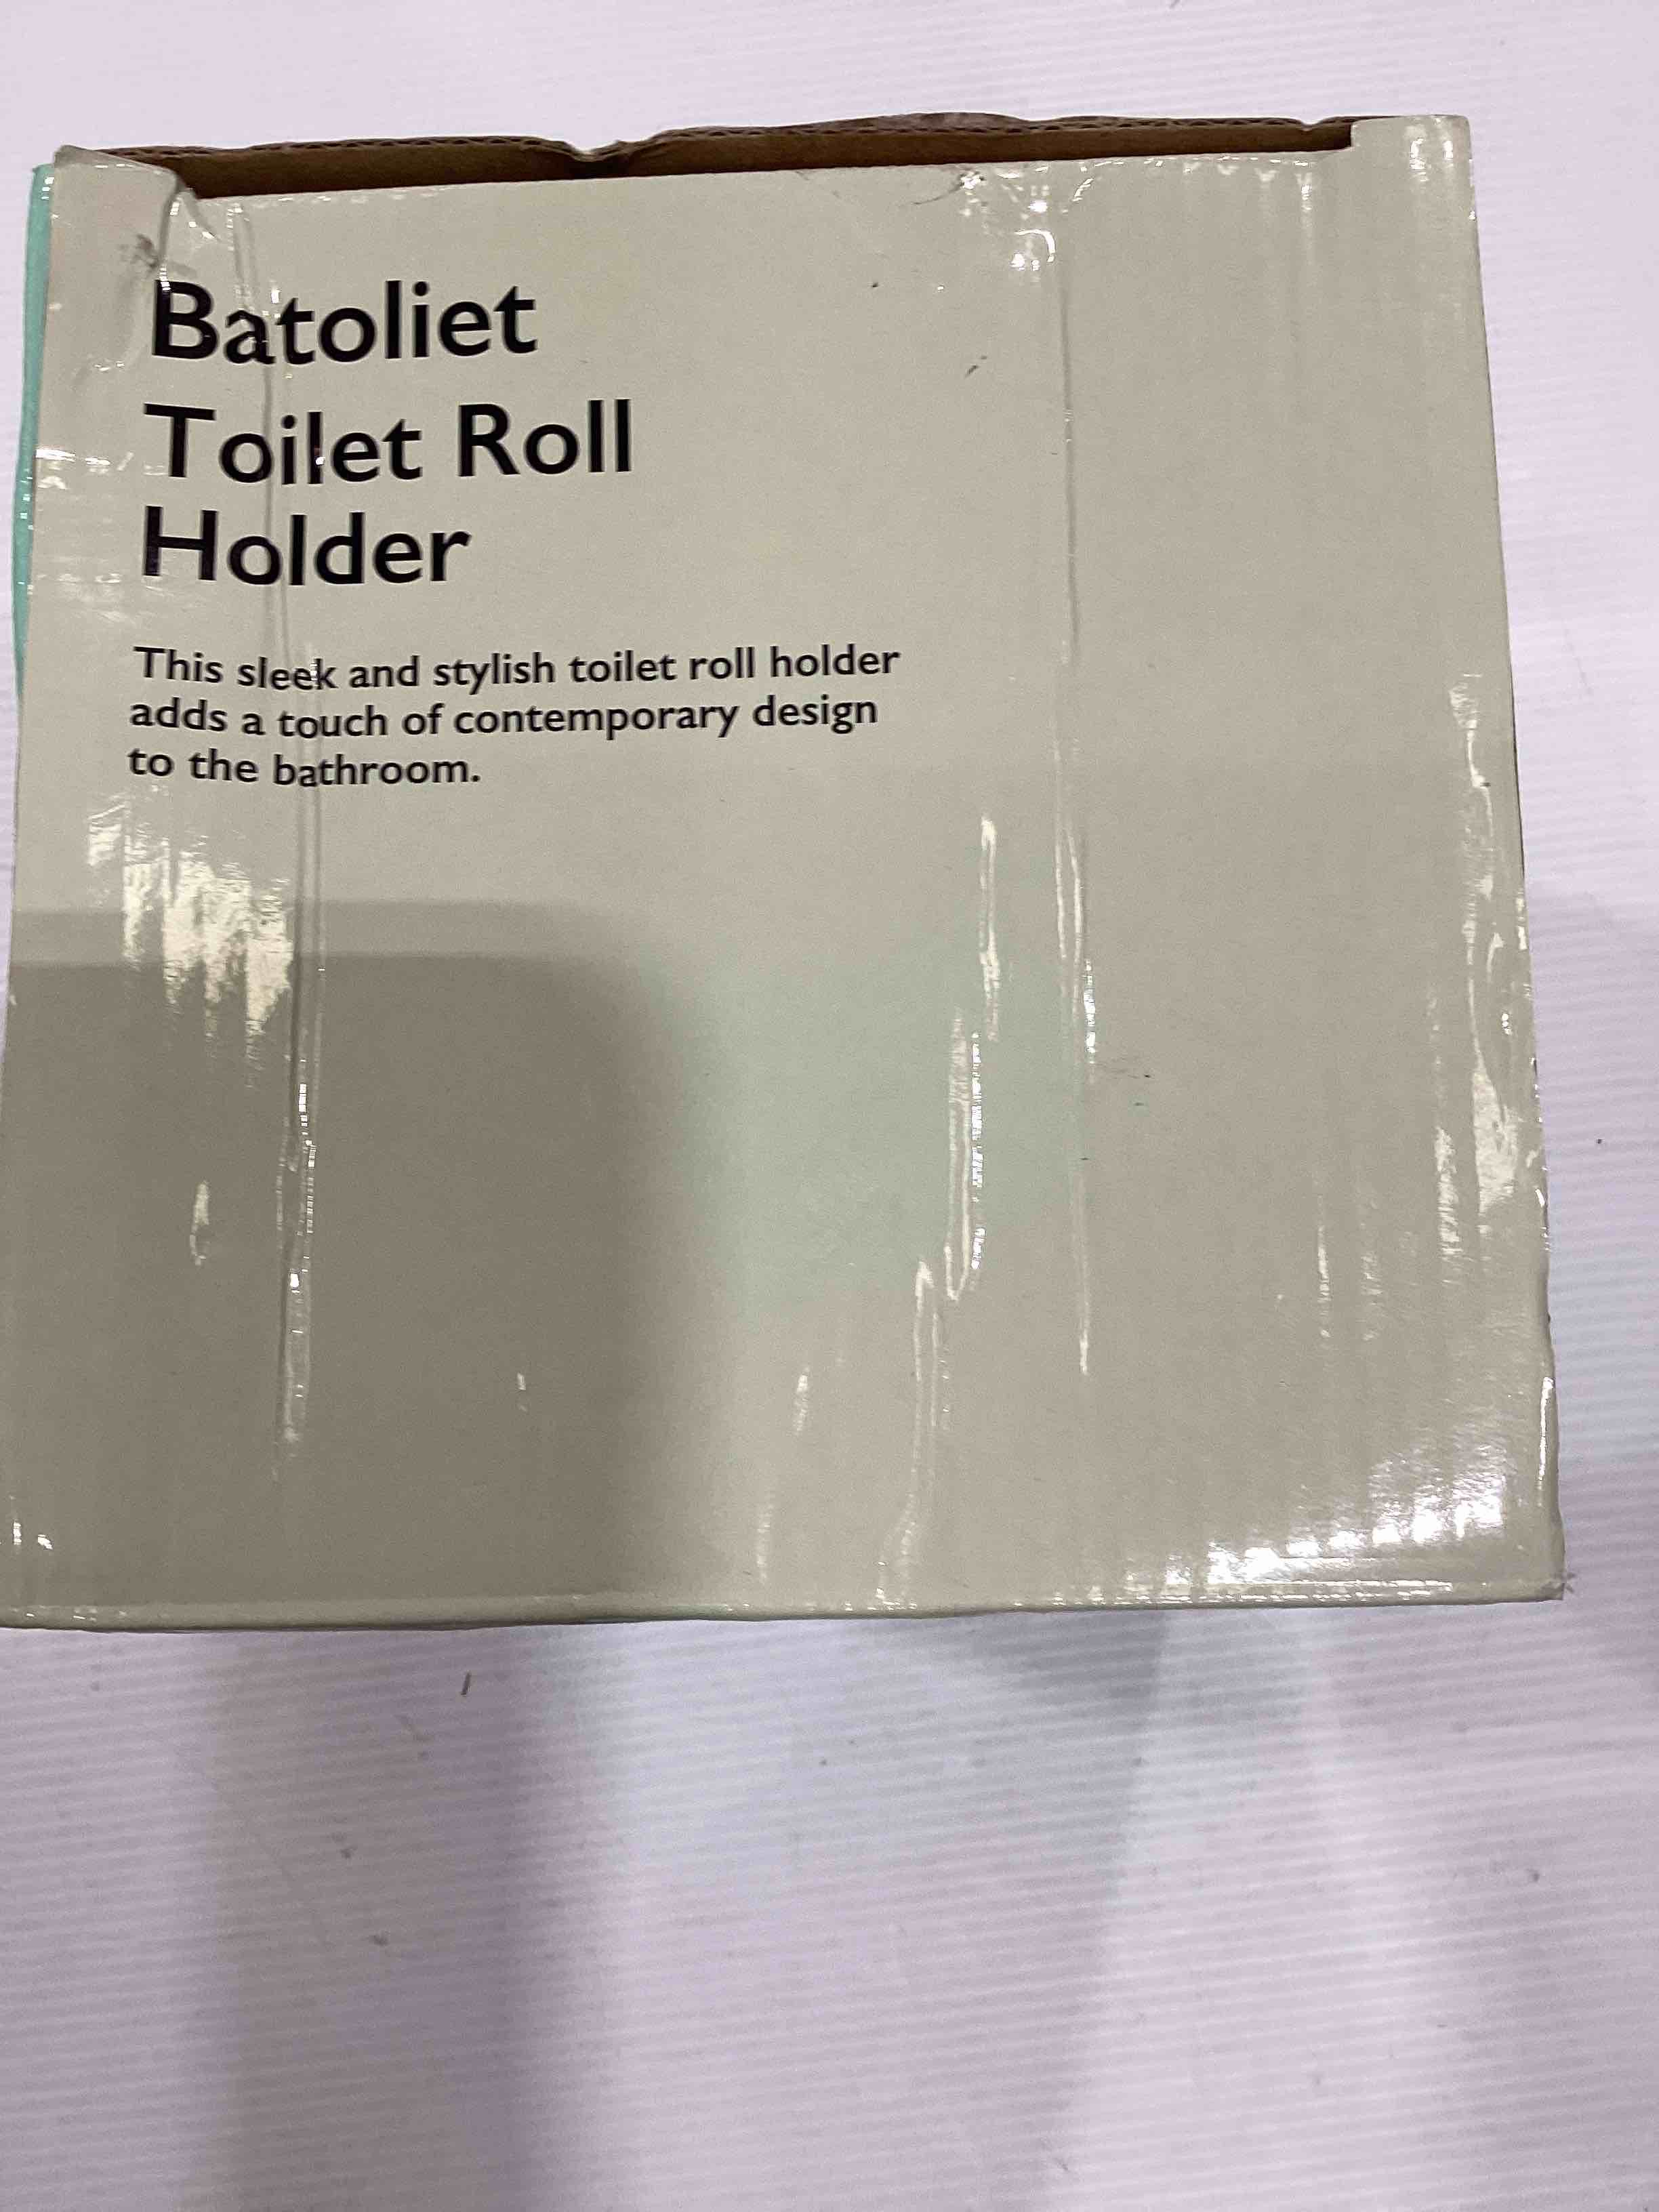 Batoliet
Toilet Roll
Holder
This sleek and stylish toilet roll holder
adds a touch of contemporary design
to the bathroom.